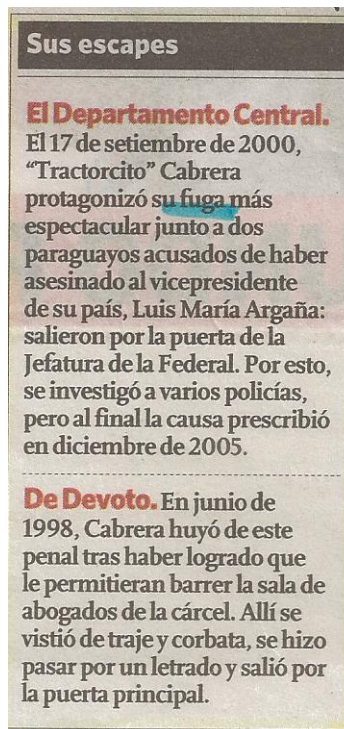 Sus escapes
El Departamento Central.
El 17 de setiembre de 2000,
“Tractorcito” Cabrera
protagonizó su fuga más
espectacular junto a dos
paraguayos acusados de haber
asesinado al vicepresidente
de su país, Luis María Argaña:
salieron por la puerta de la
Jefatura de la Federal. Por esto,
se investigó a varios policías,
pero al final la causa prescribió
en diciembre de 2005.
De Devoto. En junio de
1998, Cabrera huyó de este
penal tras haber logrado que
le permitieran barrer la sala de
abogados de la cárcel. Allí se
vistió de traje y corbata, se hizo
pasar por un letrado y salió por
la puerta principal.